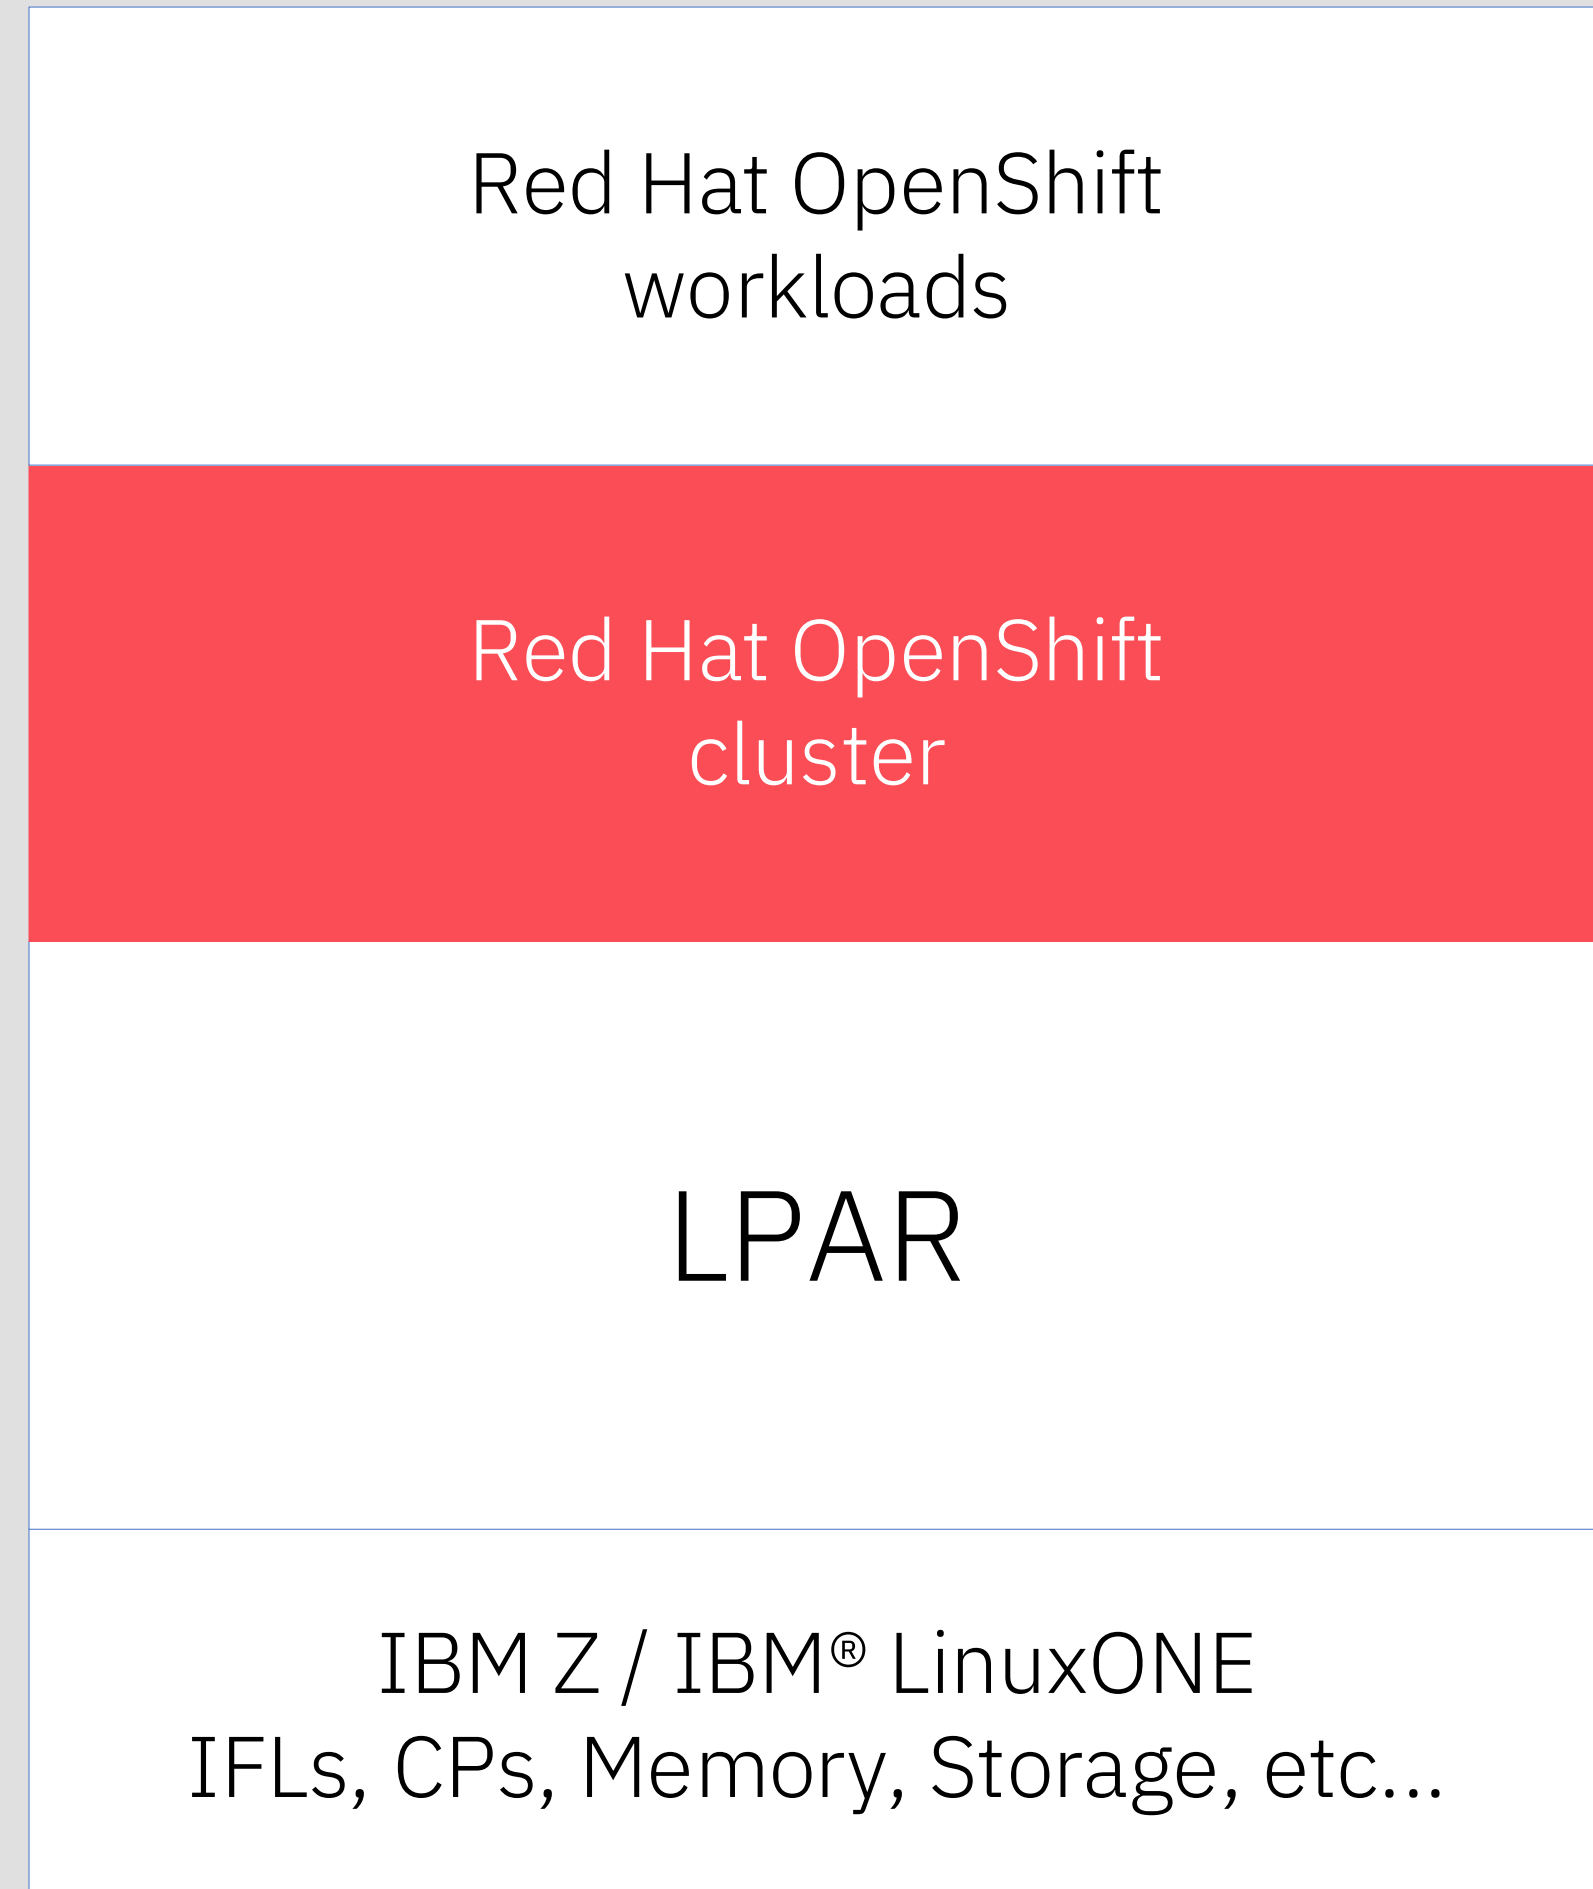 Red Hat OpenShift
workloads
Red Hat OpenShift
cluster
LPAR
IBM Z / IBM® LinuxONE
IFLs, CPs, Memory, Storage, etc...